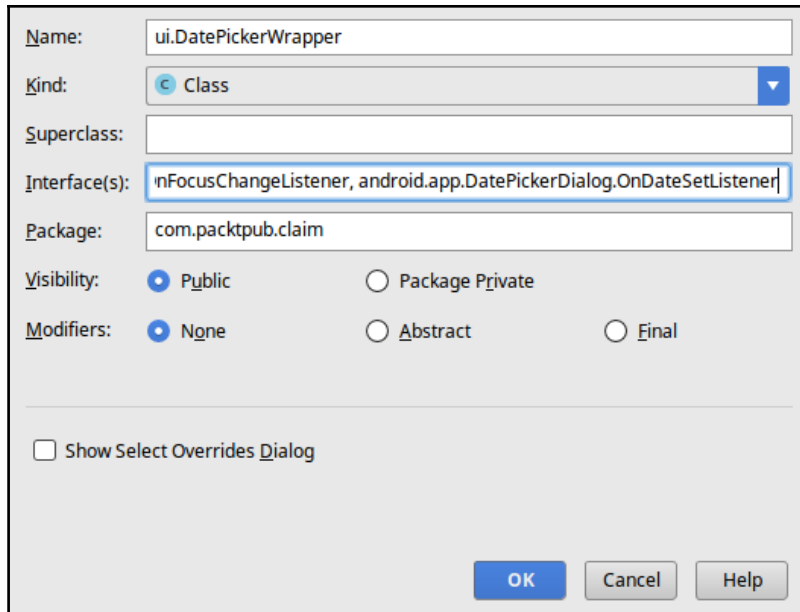 Name: ui.DatePickerWrapper
Kind: C Class
Superclass:
Interface(s): nFocusChangeListener, android.app.DatePickerDialog.OnDateSetListener
Package: com.packtpub.claim
Visibility: Public Package Private
Modifiers: None Abstract Final
Show Select Overrides Dialog
OK Cancel Help